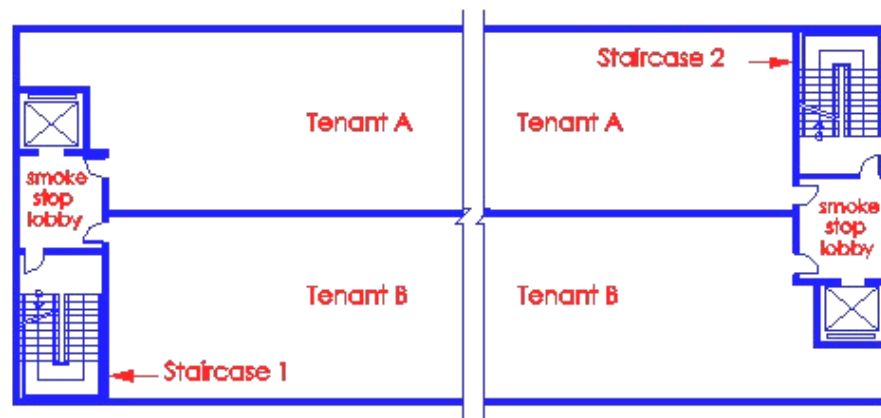 Staircase 2
Tenant A
Tenant A
smoke
stop
lobby
smoke
stop
lobby
Tenant B
Tenant B
Staircase 1